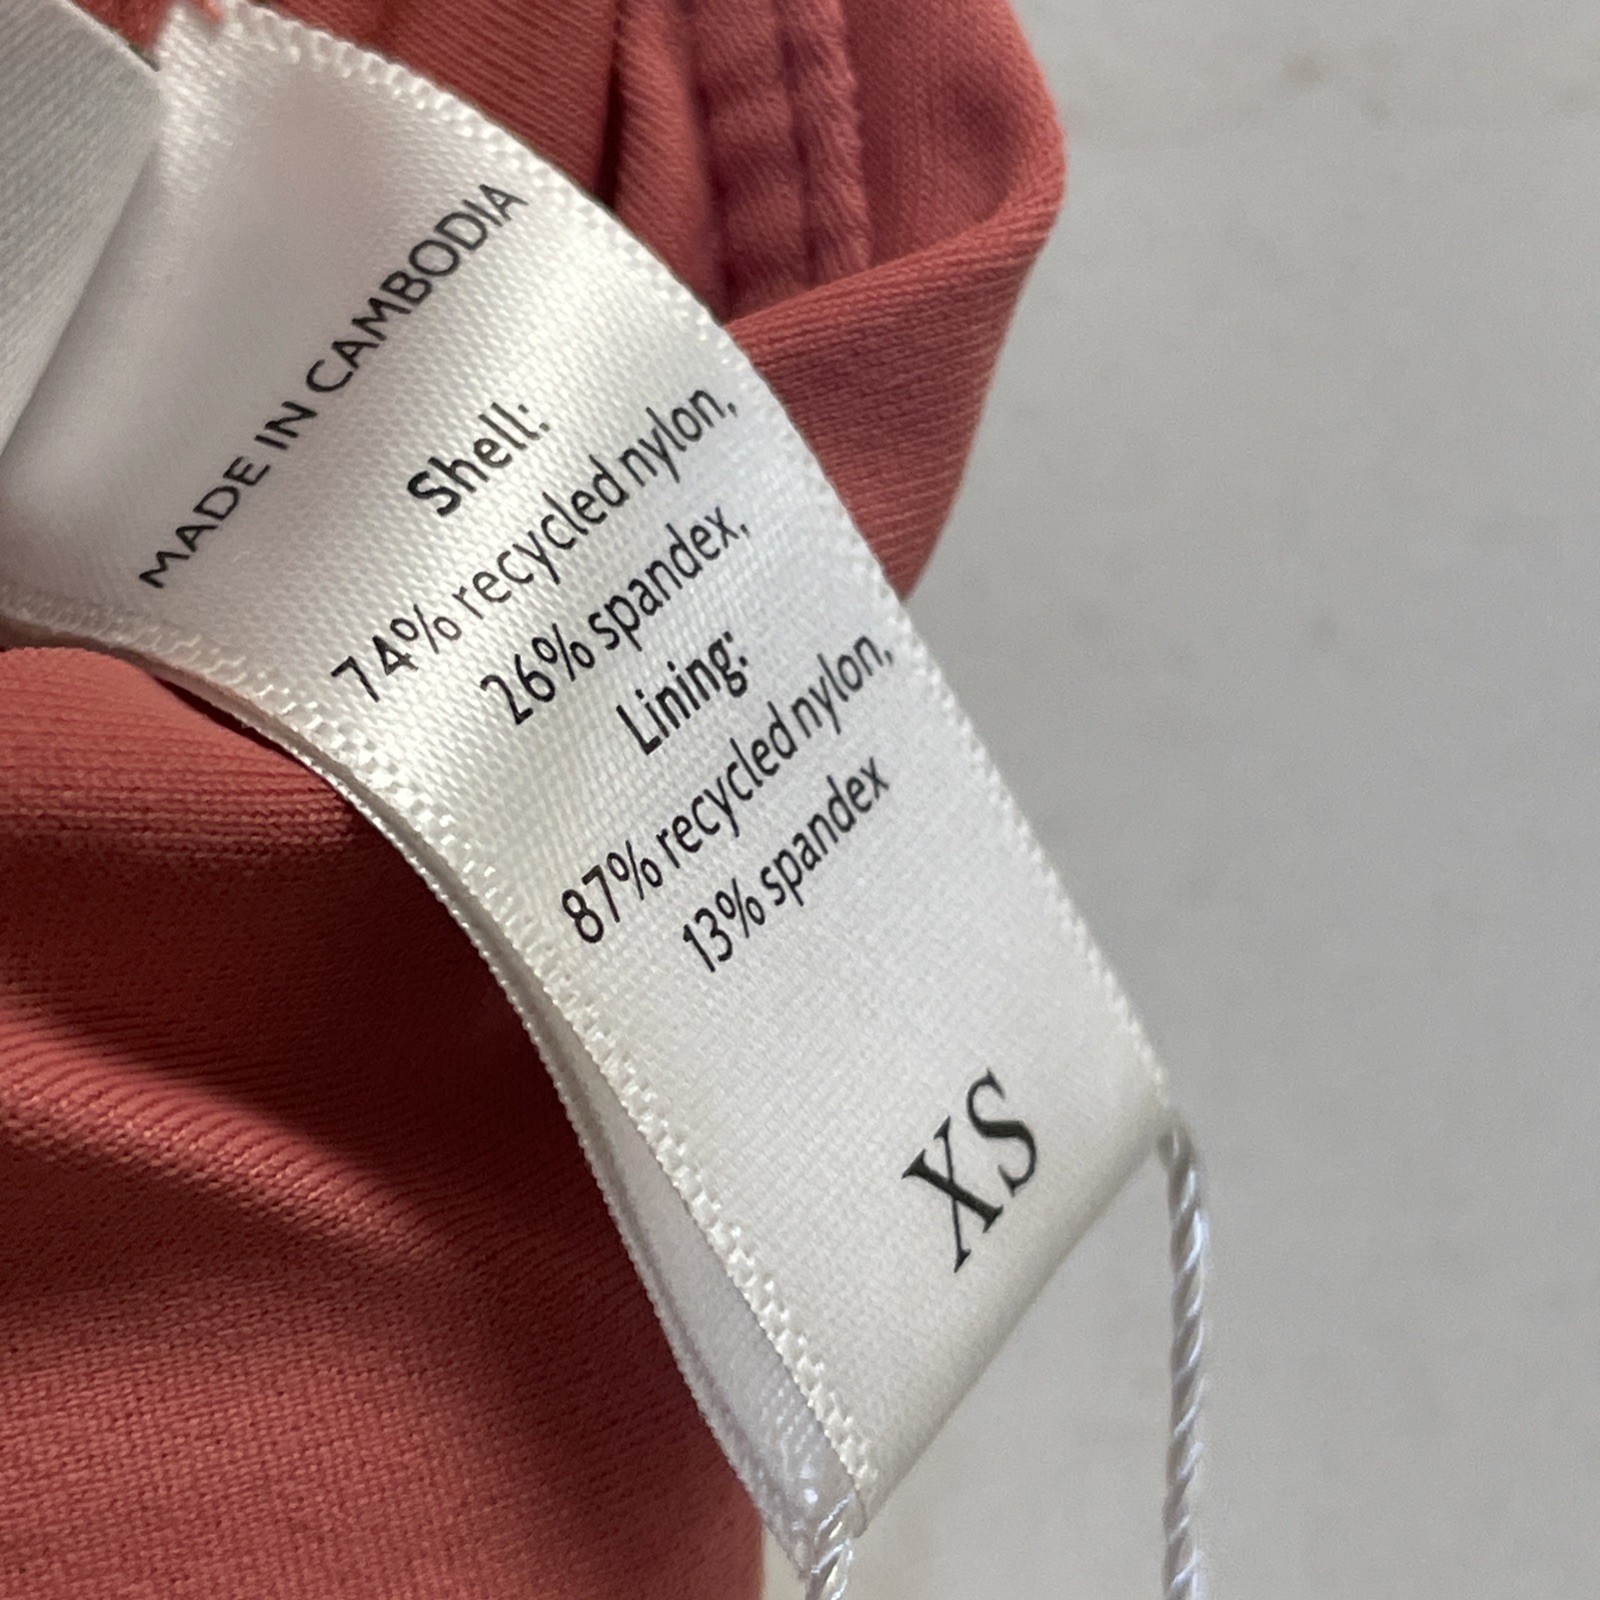 MADE IN CAMBODIA
Shell:
74% recycled nylon,
26% spandex,
Lining:
87% recycled nylon,
13% spandex
XS